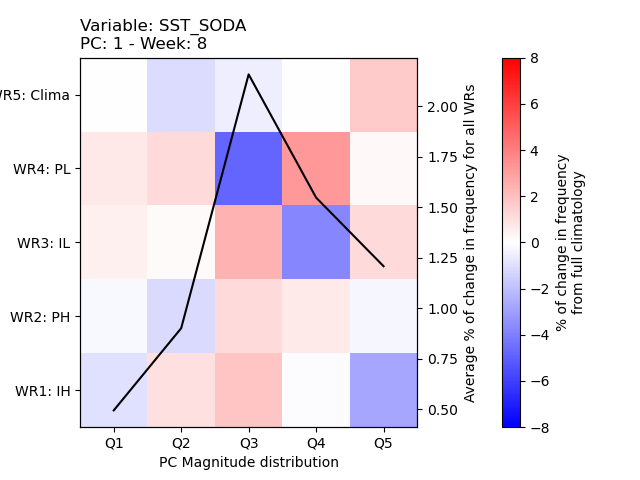 Variable: SST_SODA
PC: 1 - Week: 8
WR5: Clima
WR4: PL
WR3: IL
WR2: PH
WR1: IH
Q1 Q2 Q3 Q4 Q5
PC Magnitude distribution
2.00
1.75
1.50
1.25
1.00
0.75
0.50
Average % of change in frequency for all WRs
8
6
4
2
0
−2
−4
−6
−8
% of change in frequency
from full climatology